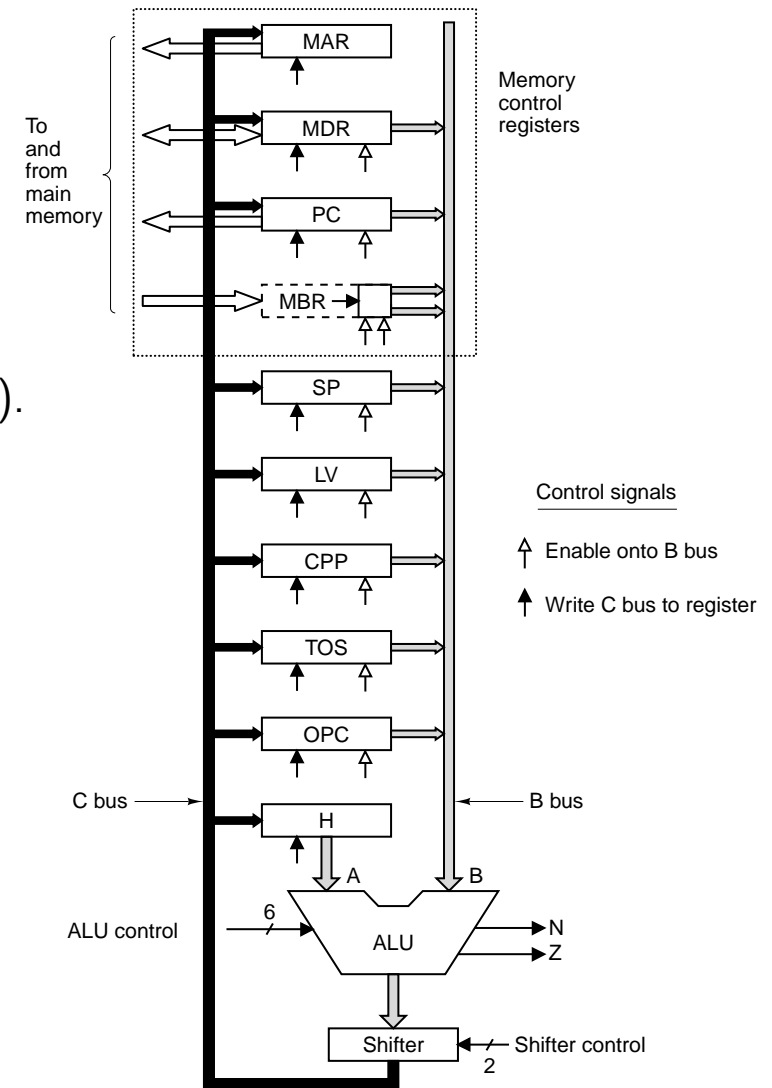 MAR
Memory
control
registers
To
and
from
main
memory
MDR
PC
MBR
).
SP
LV
Control signals
Enable onto B bus
Write C bus to register
CPP
TOS
OPC
C bus
B bus
H
A
B
ALU control
6
ALU
N
Z
Shifter
Shifter control
2